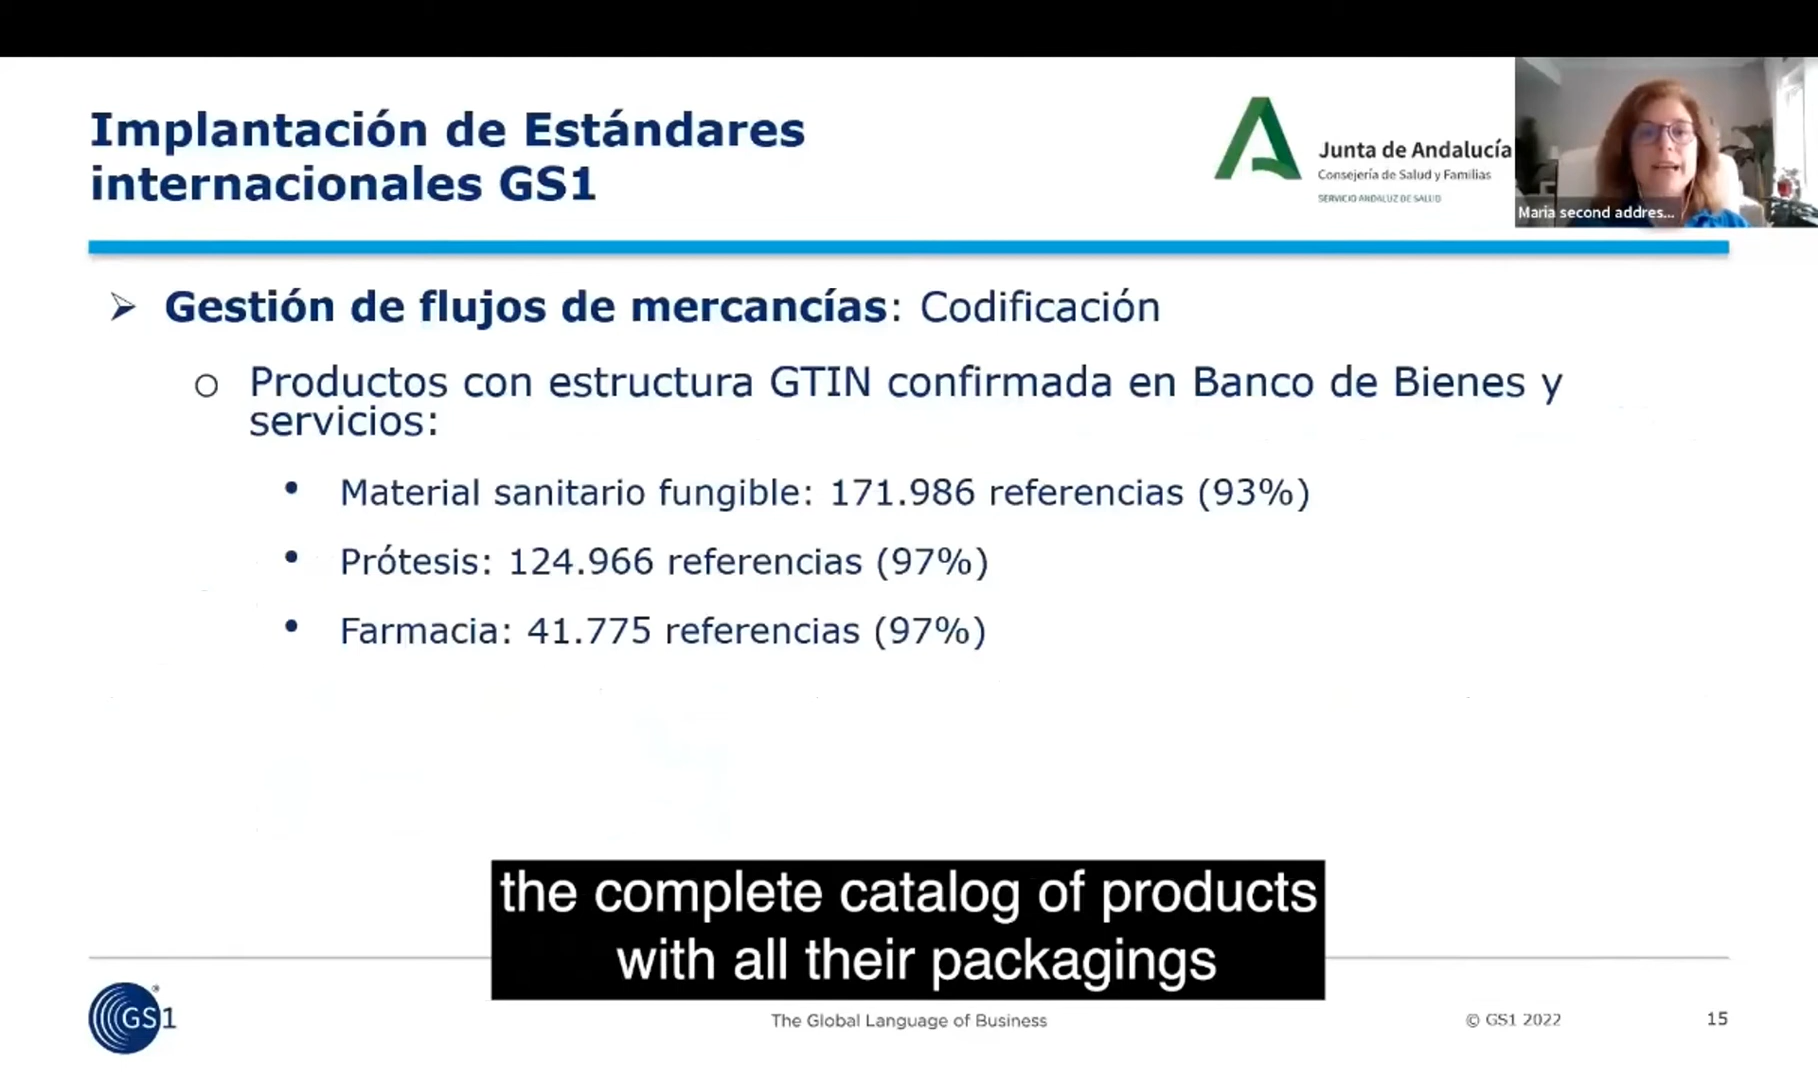 Implantación de Estándares
internacionales GS1
Junta de Andalucía
Consejería de Salud y Familias
SERVICIO ANDALUZ DE SALUD
Maria second addres...
➢ Gestión de flujos de mercancías: Codificación
o Productos con estructura GTIN confirmada en Banco de Bienes y
servicios:
• Material sanitario fungible: 171.986 referencias (93%)
• Prótesis: 124.966 referencias (97%)
• Farmacia: 41.775 referencias (97%)
the complete catalog of products
with all their packagings
GS1®
The Global Language of Business
© GS1 2022
15